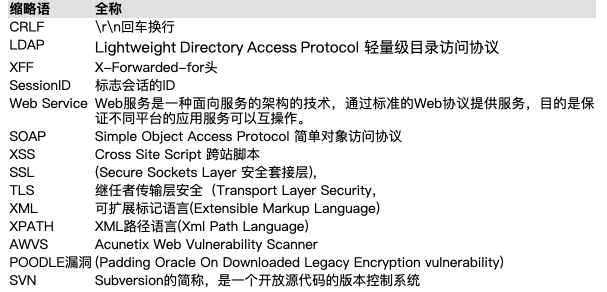 缩略语 全称
CRLF \r\n回车换行
LDAP Lightweight Directory Access Protocol 轻量级目录访问协议
XFF X-Forwarded-for头
SessionID 标志会话的ID
Web Service Web服务是一种面向服务的架构的技术，通过标准的Web协议提供服务，目的是保
证不同平台的应用服务可以互操作。
SOAP Simple Object Access Protocol 简单对象访问协议
XSS Cross Site Script 跨站脚本
SSL (Secure Sockets Layer 安全套接层),
TLS 继任者传输层安全（Transport Layer Security,
XML 可扩展标记语言(Extensible Markup Language)
XPATH XML路径语言(Xml Path Language)
AWVS Acunetix Web Vulnerability Scanner
POODLE漏洞 (Padding Oracle On Downloaded Legacy Encryption vulnerability)
SVN Subversion的简称，是一个开放源代码的版本控制系统